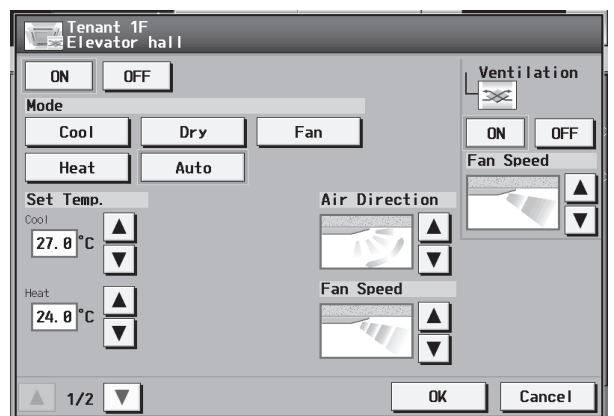 Tenant 1F
Elevator hall
ON OFF
Mode
Cool Dry Fan
Heat Auto
Set Temp.
Cool
27.0 °C
Heat
24.0 °C
Air Direction
Fan Speed
Ventilation
ON OFF
Fan Speed
1/2
OK Cancel